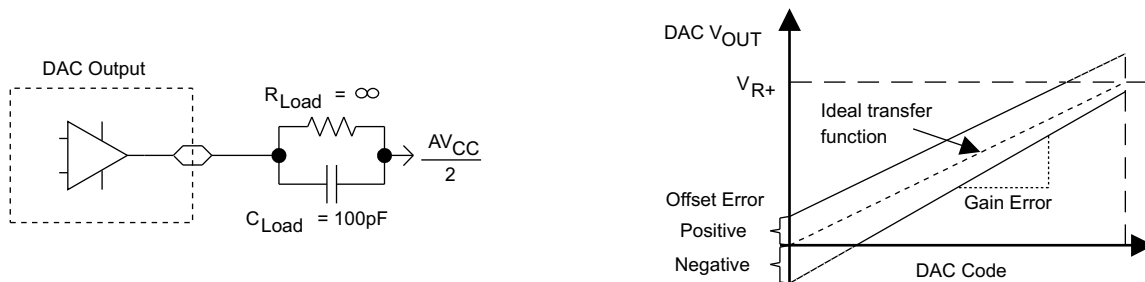 DAC Output
R_Load = ∞
AV_CC
2
C_Load = 100pF
DAC V_OUT
V_R+
Ideal transfer
function
Offset Error
Positive
Gain Error
Negative
DAC Code